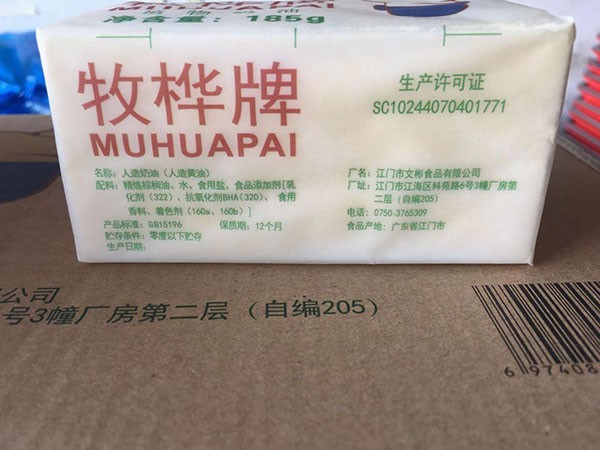 净含量：185g
MUHUAPAI
牧桦牌
MUHUAPAI
名称：人造奶油（人造黄油）
配料：精炼棕榈油、水、食用盐、食品添加剂[乳
化剂（322）、抗氧化剂BHA(320)、 食用
香料、着色剂（160a、160b)]
产品标准：GB15196 保质期：12个月
贮存条件：零度以下贮存
生产日期：
生产许可证
SC10244070401771
厂名：江门市文彬食品有限公司
厂址：江门市江海区科苑路6号3幢厂房第
二层（自编205)
电话：0750-3765309
食品产地：广东省江门市
公司
号3幢厂房第二层（自编205）
6 97408